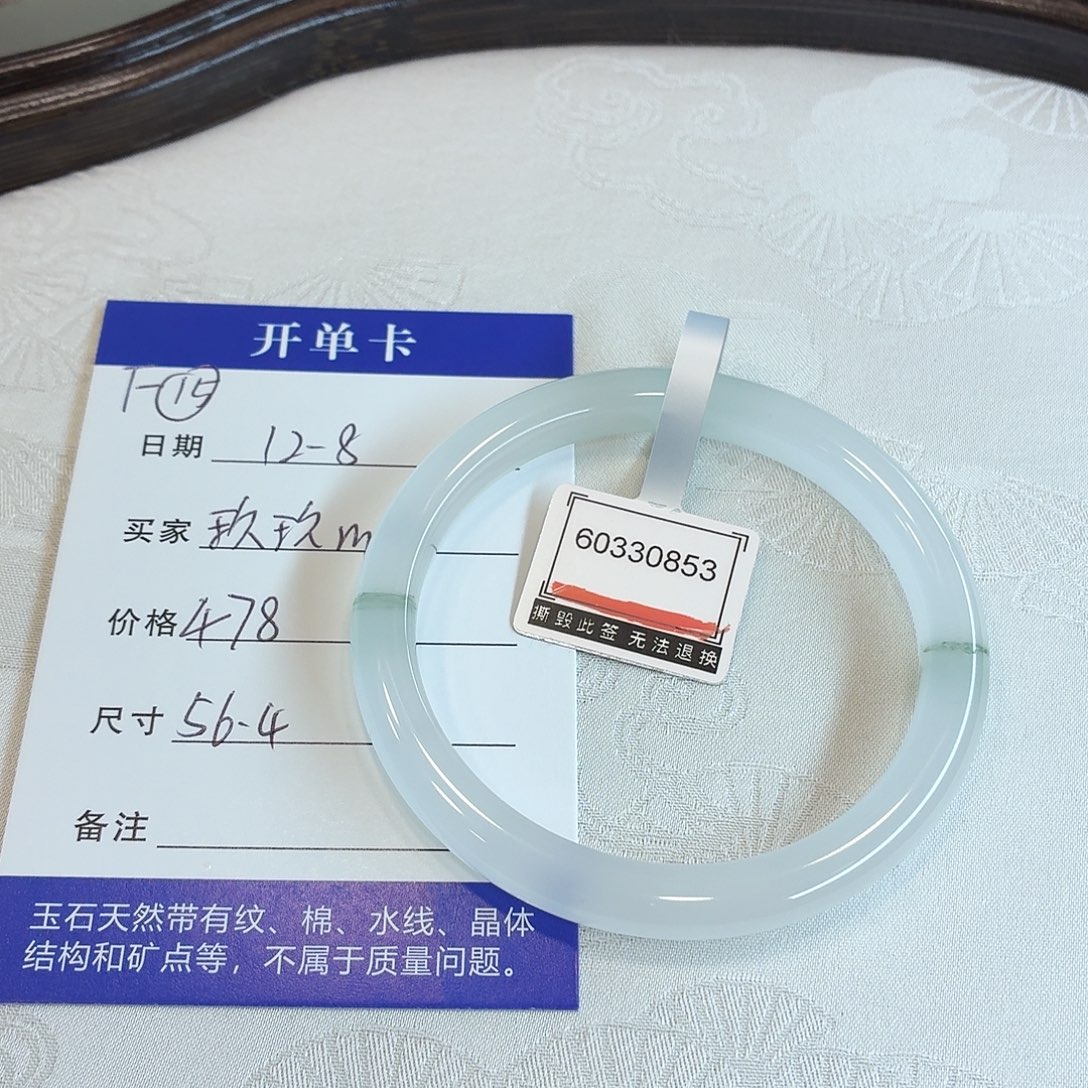 开单卡
T-⑮
日期 12-8
买家 玖玖m
价格 478
尺寸 56-4
备注
玉石天然带有纹、棉、水线、晶体
结构和矿点等，不属于质量问题。
60330853
撕毁此签 无法退换